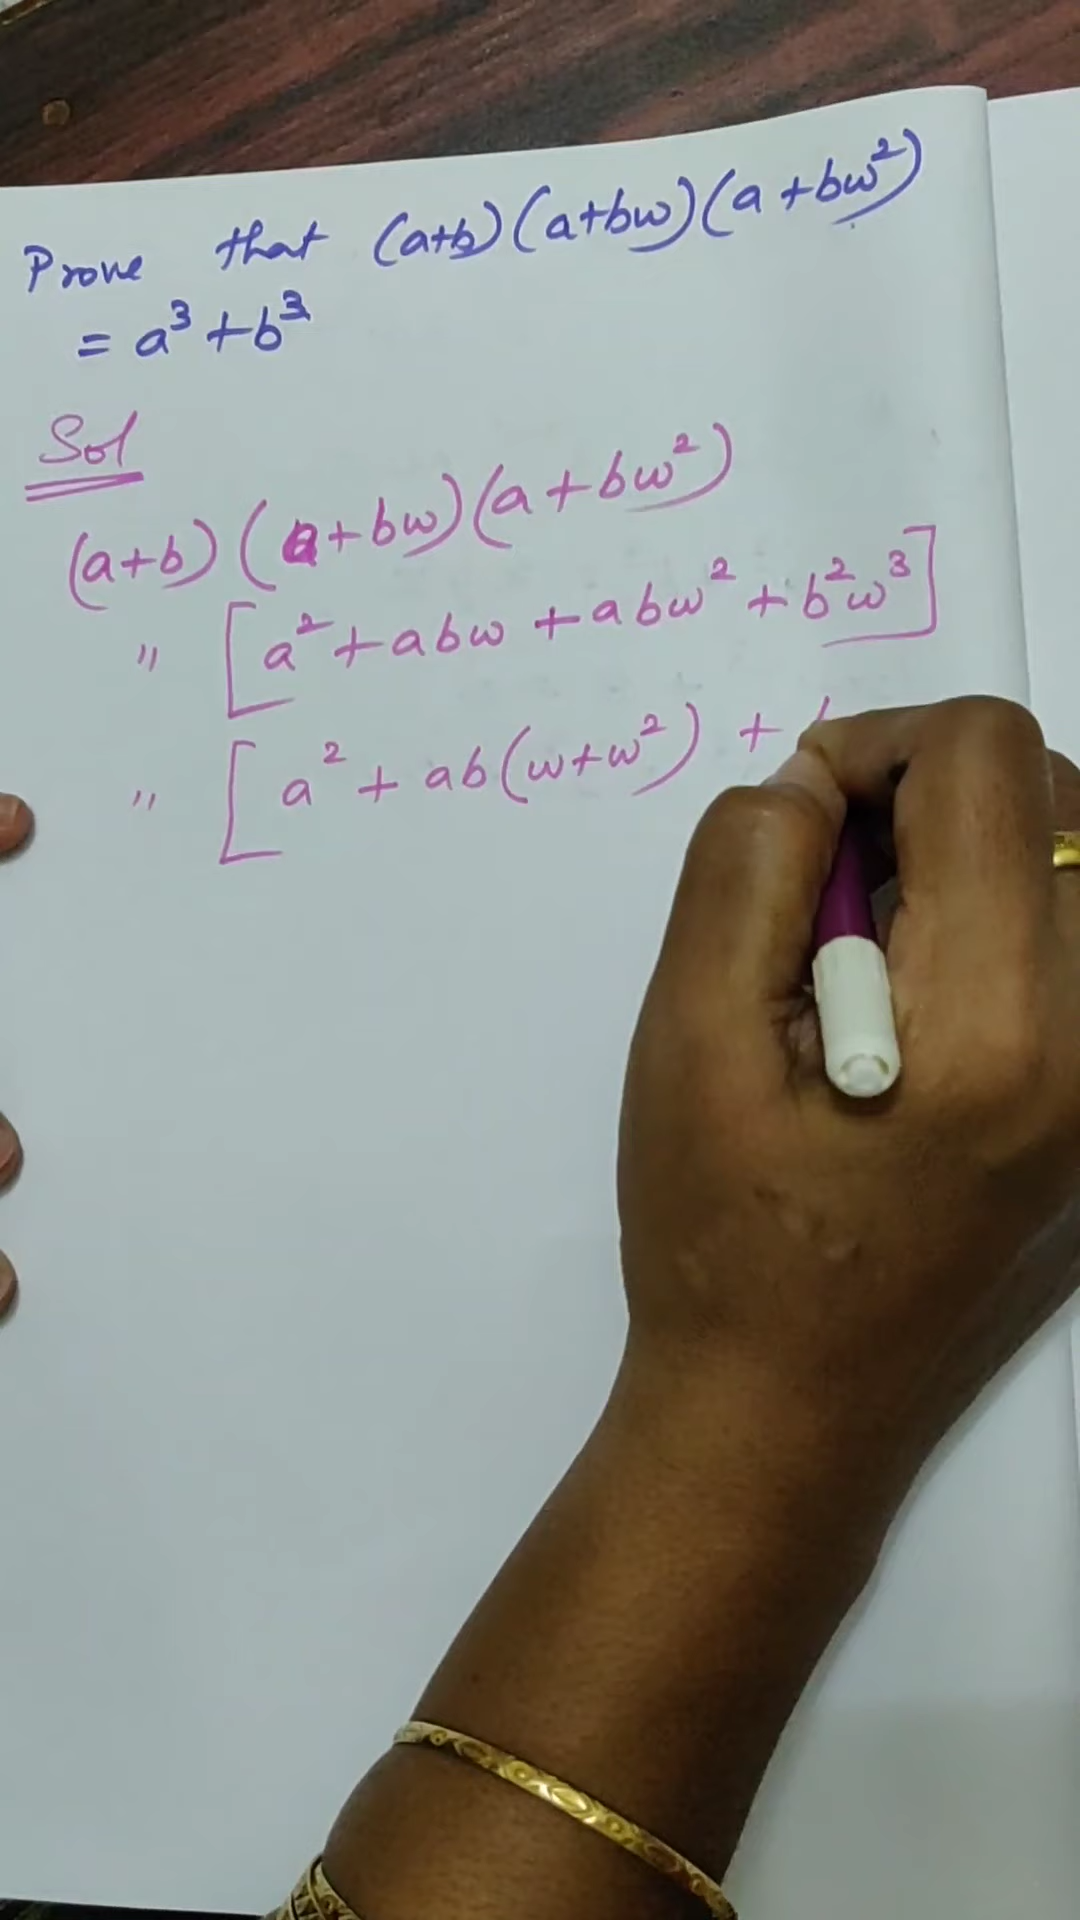 Prove that (a+b)(a+bω)(a+bω²)
= a³+b³
Sol
(a+b)(a+bω)(a+bω²)
〃 [a²+abω+abω²+b²ω³]
〃 [a²+ab(ω+ω²)+